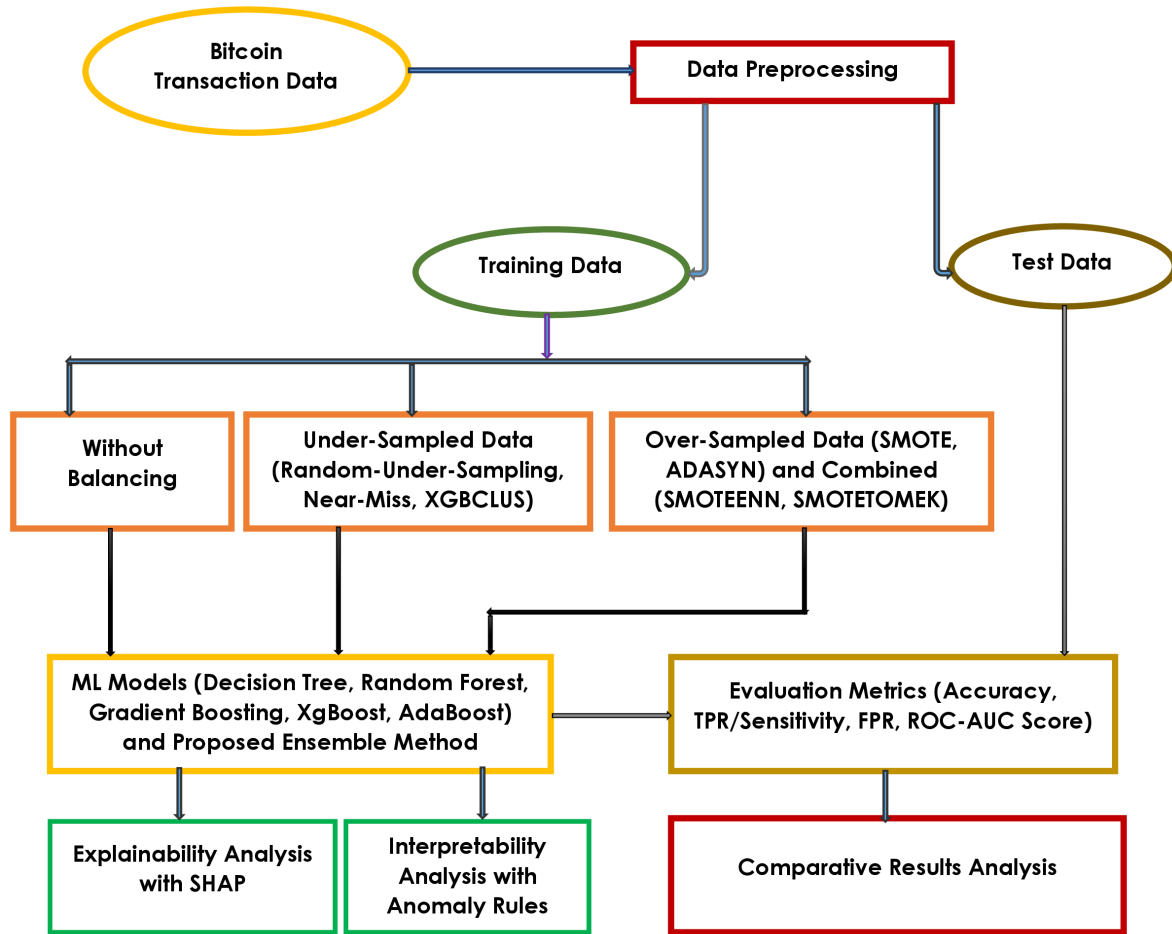 Bitcoin
Transaction Data
Data Preprocessing
Training Data
Test Data
Without
Balancing
Under-Sampled Data
(Random-Under-Sampling,
Near-Miss, XGBCLUS)
Over-Sampled Data (SMOTE,
ADASYN) and Combined
(SMOTEENN, SMOTETOMEK)
ML Models (Decision Tree, Random Forest,
Gradient Boosting, XgBoost, AdaBoost)
and Proposed Ensemble Method
Evaluation Metrics (Accuracy,
TPR/Sensitivity, FPR, ROC-AUC Score)
Explainability Analysis
with SHAP
Interpretability
Analysis with
Anomaly Rules
Comparative Results Analysis